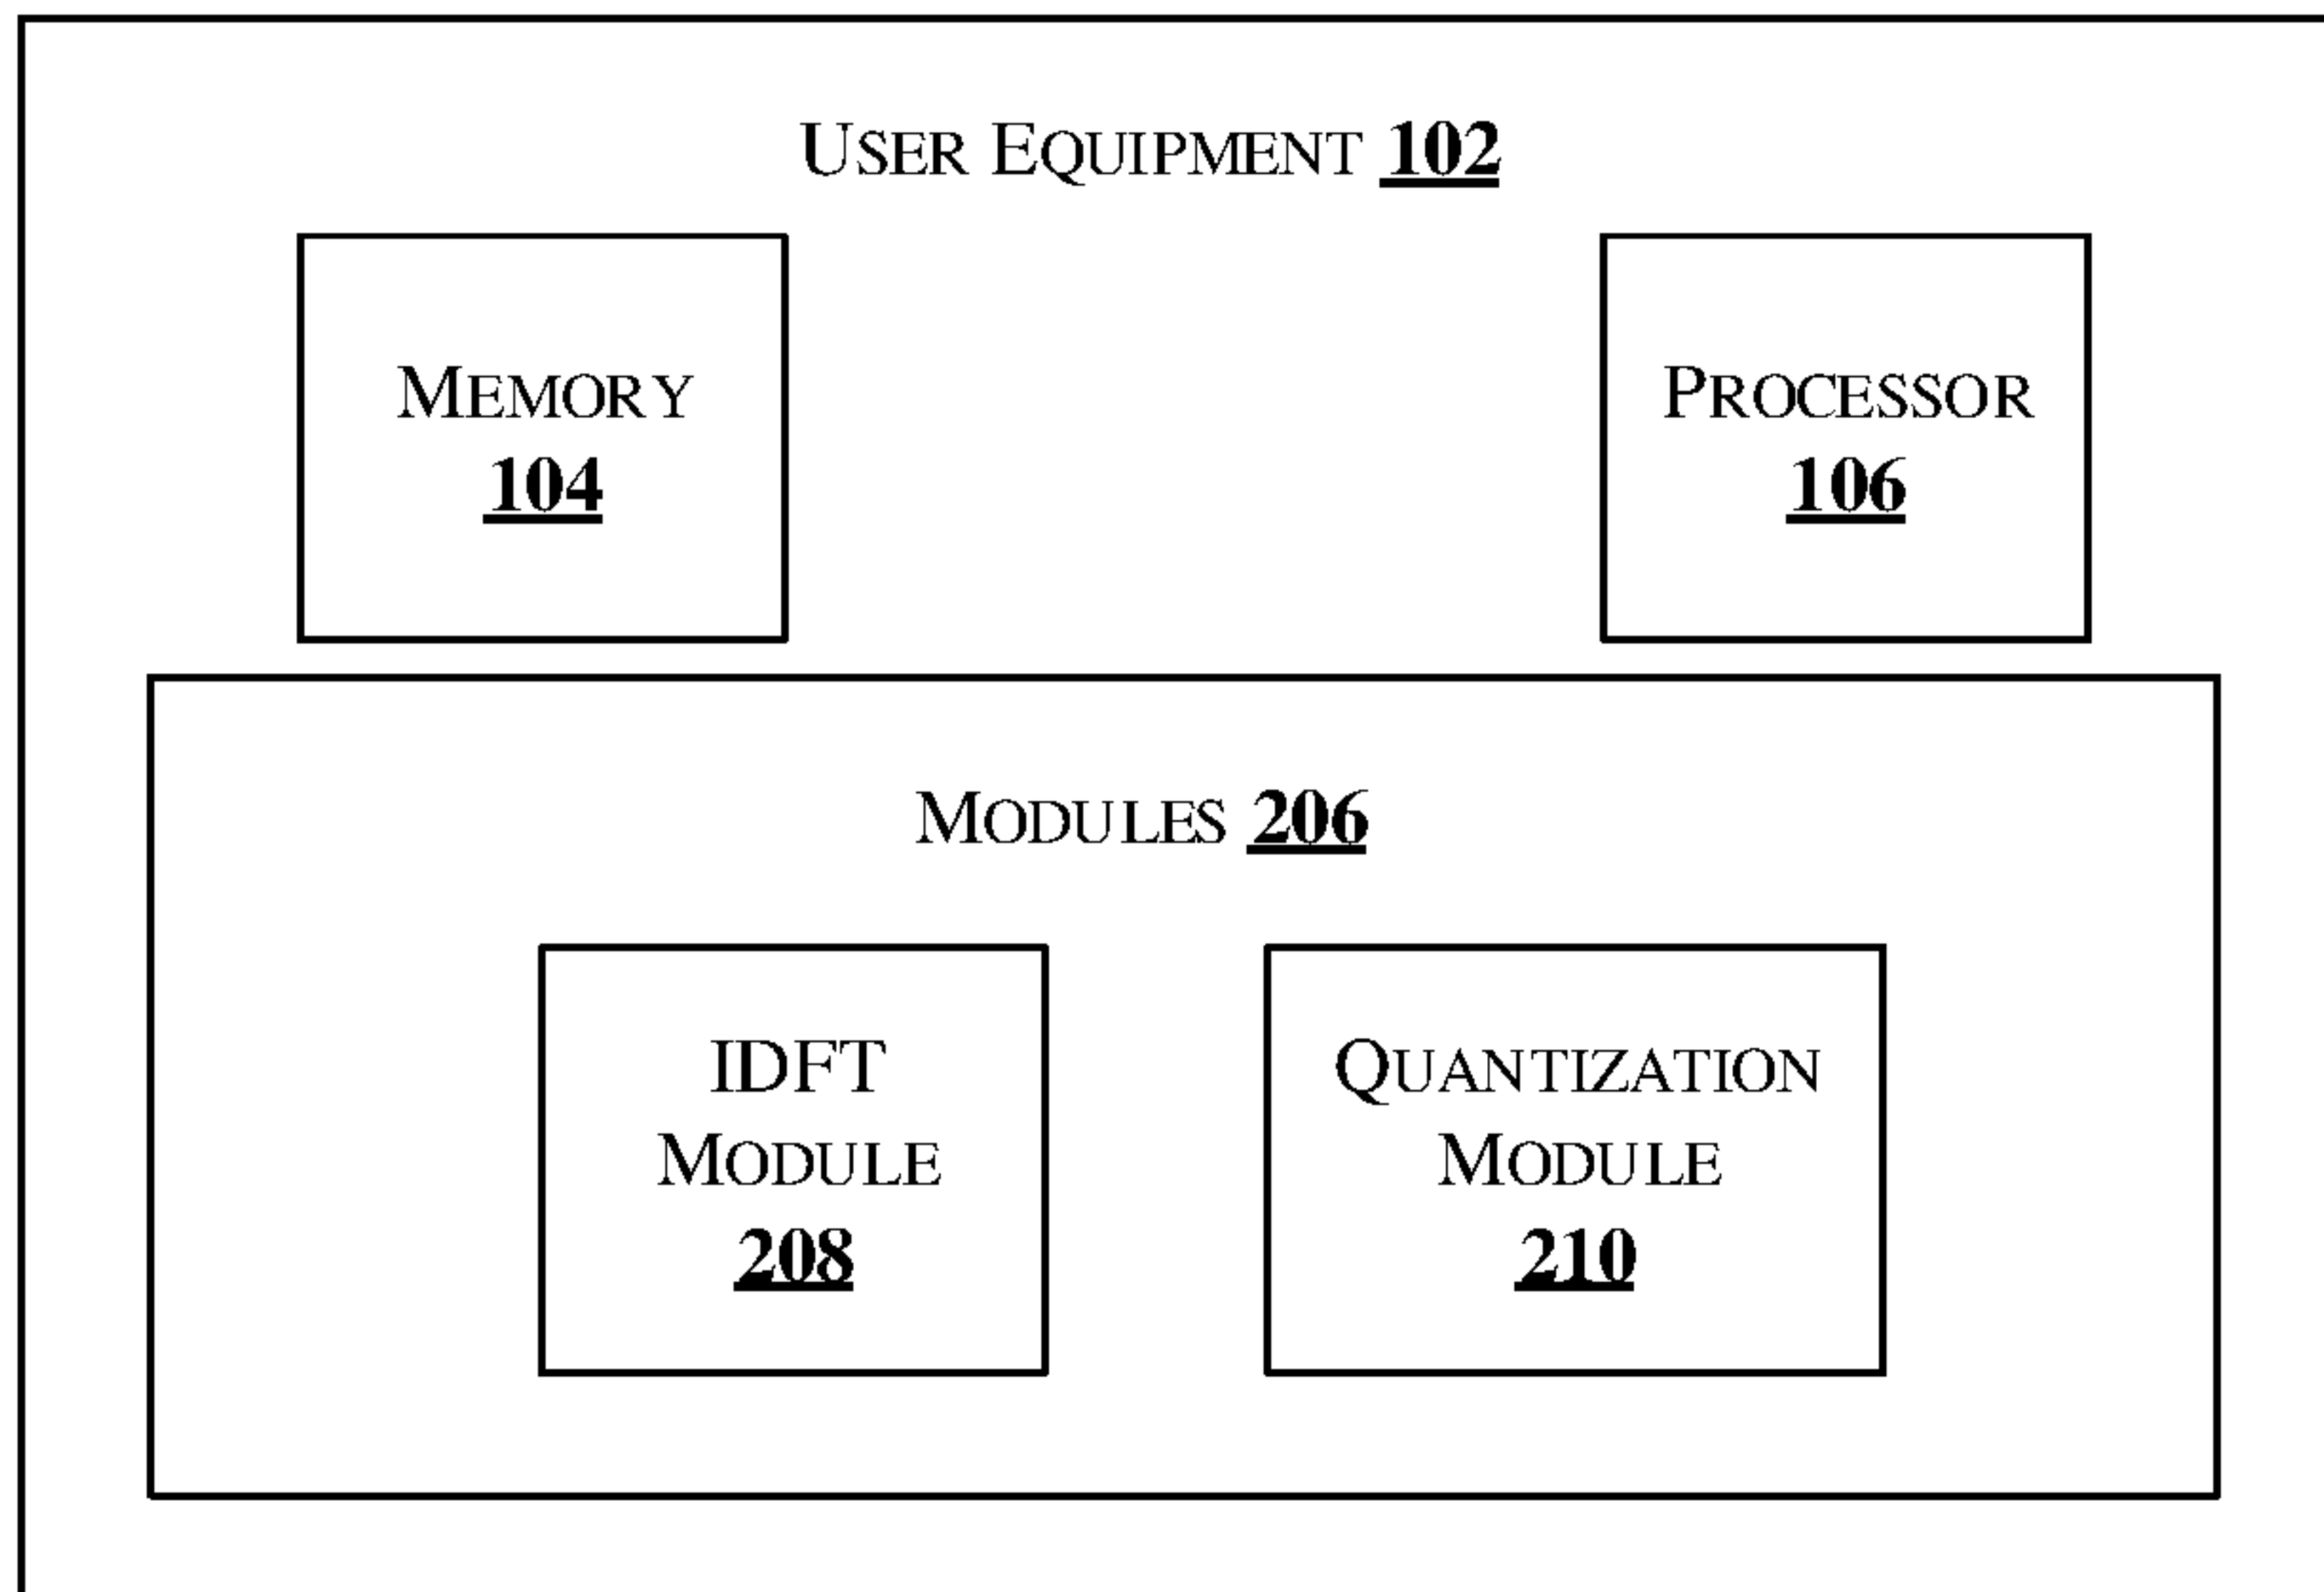 USER EQUIPMENT 102
MEMORY
104
PROCESSOR
106
MODULES 206
IDFT
MODULE
208
QUANTIZATION
MODULE
210